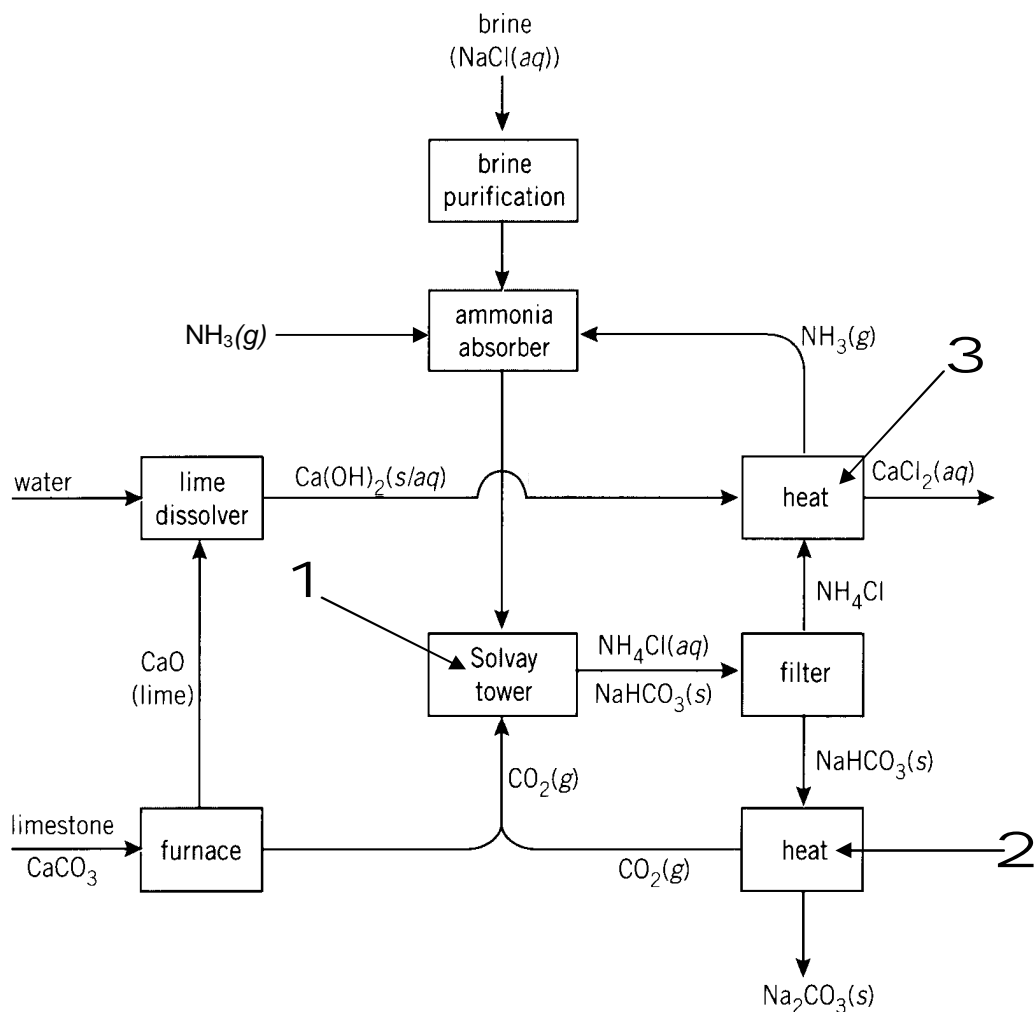 brine
(NaCl(aq))
brine
purification
NH₃(g)
ammonia
absorber
NH₃(g)
3
water
lime
dissolver
Ca(OH)₂(s/aq)
heat
CaCl₂(aq)
1
NH₄Cl
CaO
(lime)
Solvay
tower
NH₄Cl(aq)
NaHCO₃(s)
filter
CO₂(g)
NaHCO₃(s)
limestone
CaCO₃
furnace
CO₂(g)
heat
2
Na₂CO₃(s)